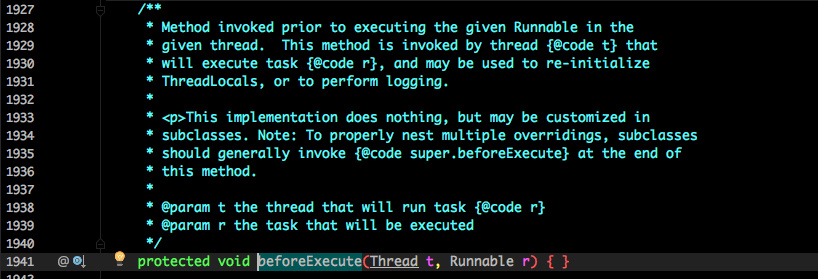 1927 /**
1928 * Method invoked prior to executing the given Runnable in the
1929 * given thread.  This method is invoked by thread {@code t} that
1930 * will execute task {@code r}, and may be used to re-initialize
1931 * ThreadLocals, or to perform logging.
1932 *
1933 * <p>This implementation does nothing, but may be customized in
1934 * subclasses. Note: To properly nest multiple overridings, subclasses
1935 * should generally invoke {@code super.beforeExecute} at the end of
1936 * this method.
1937 *
1938 * @param t the thread that will run task {@code r}
1939 * @param r the task that will be executed
1940 */
1941 @ protected void beforeExecute(Thread t, Runnable r) { }